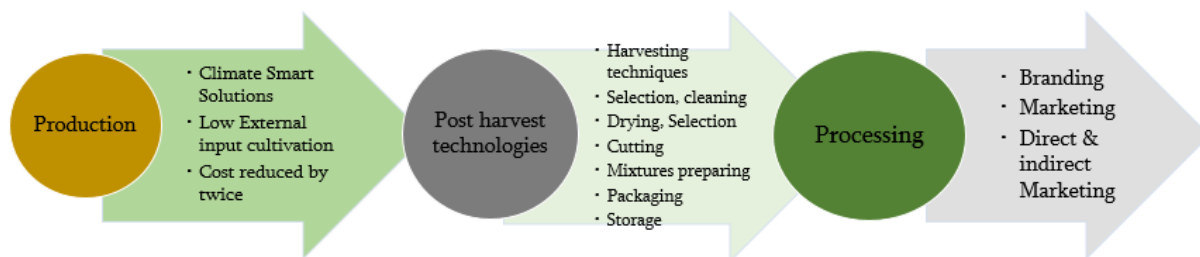 Production
· Climate Smart
Solutions
· Low External
input cultivation
· Cost reduced by
twice
Post harvest
technologies
· Harvesting
techniques
· Selection, cleaning
· Drying, Selection
· Cutting
· Mixtures preparing
· Packaging
· Storage
Processing
· Branding
· Marketing
· Direct &
indirect
Marketing